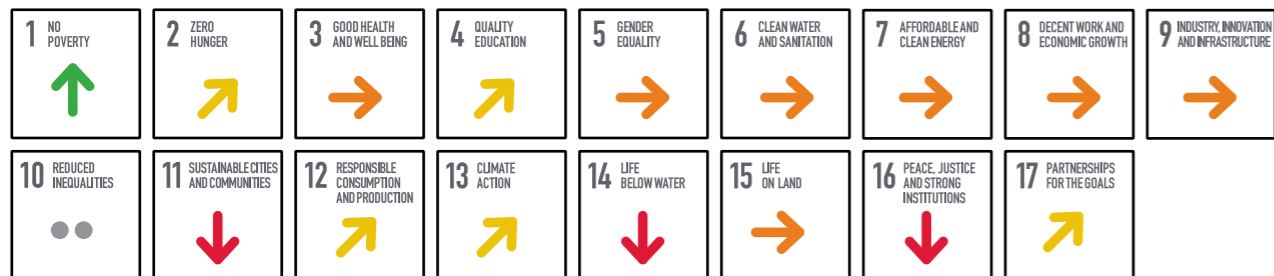 1 NO
POVERTY
2 ZERO
HUNGER
3 GOOD HEALTH
AND WELL BEING
4 QUALITY
EDUCATION
5 GENDER
EQUALITY
6 CLEAN WATER
AND SANITATION
7 AFFORDABLE AND
CLEAN ENERGY
8 DECENT WORK AND
ECONOMIC GROWTH
9 INDUSTRY, INNOVATION
AND INFRASTRUCTURE
10 REDUCED
INEQUALITIES
11 SUSTAINABLE CITIES
AND COMMUNITIES
12 RESPONSIBLE
CONSUMPTION
AND PRODUCTION
13 CLIMATE
ACTION
14 LIFE
BELOW WATER
15 LIFE
ON LAND
16 PEACE, JUSTICE
AND STRONG
INSTITUTIONS
17 PARTNERSHIPS
FOR THE GOALS